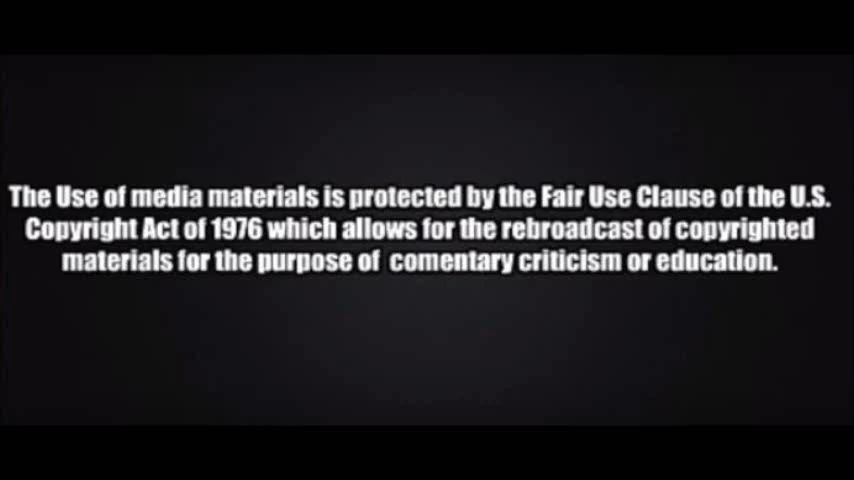 The Use of media materials is protected by the Fair Use Clause of the U.S.
Copyright Act of 1976 which allows for the rebroadcast of copyrighted
materials for the purpose of comentary criticism or education.